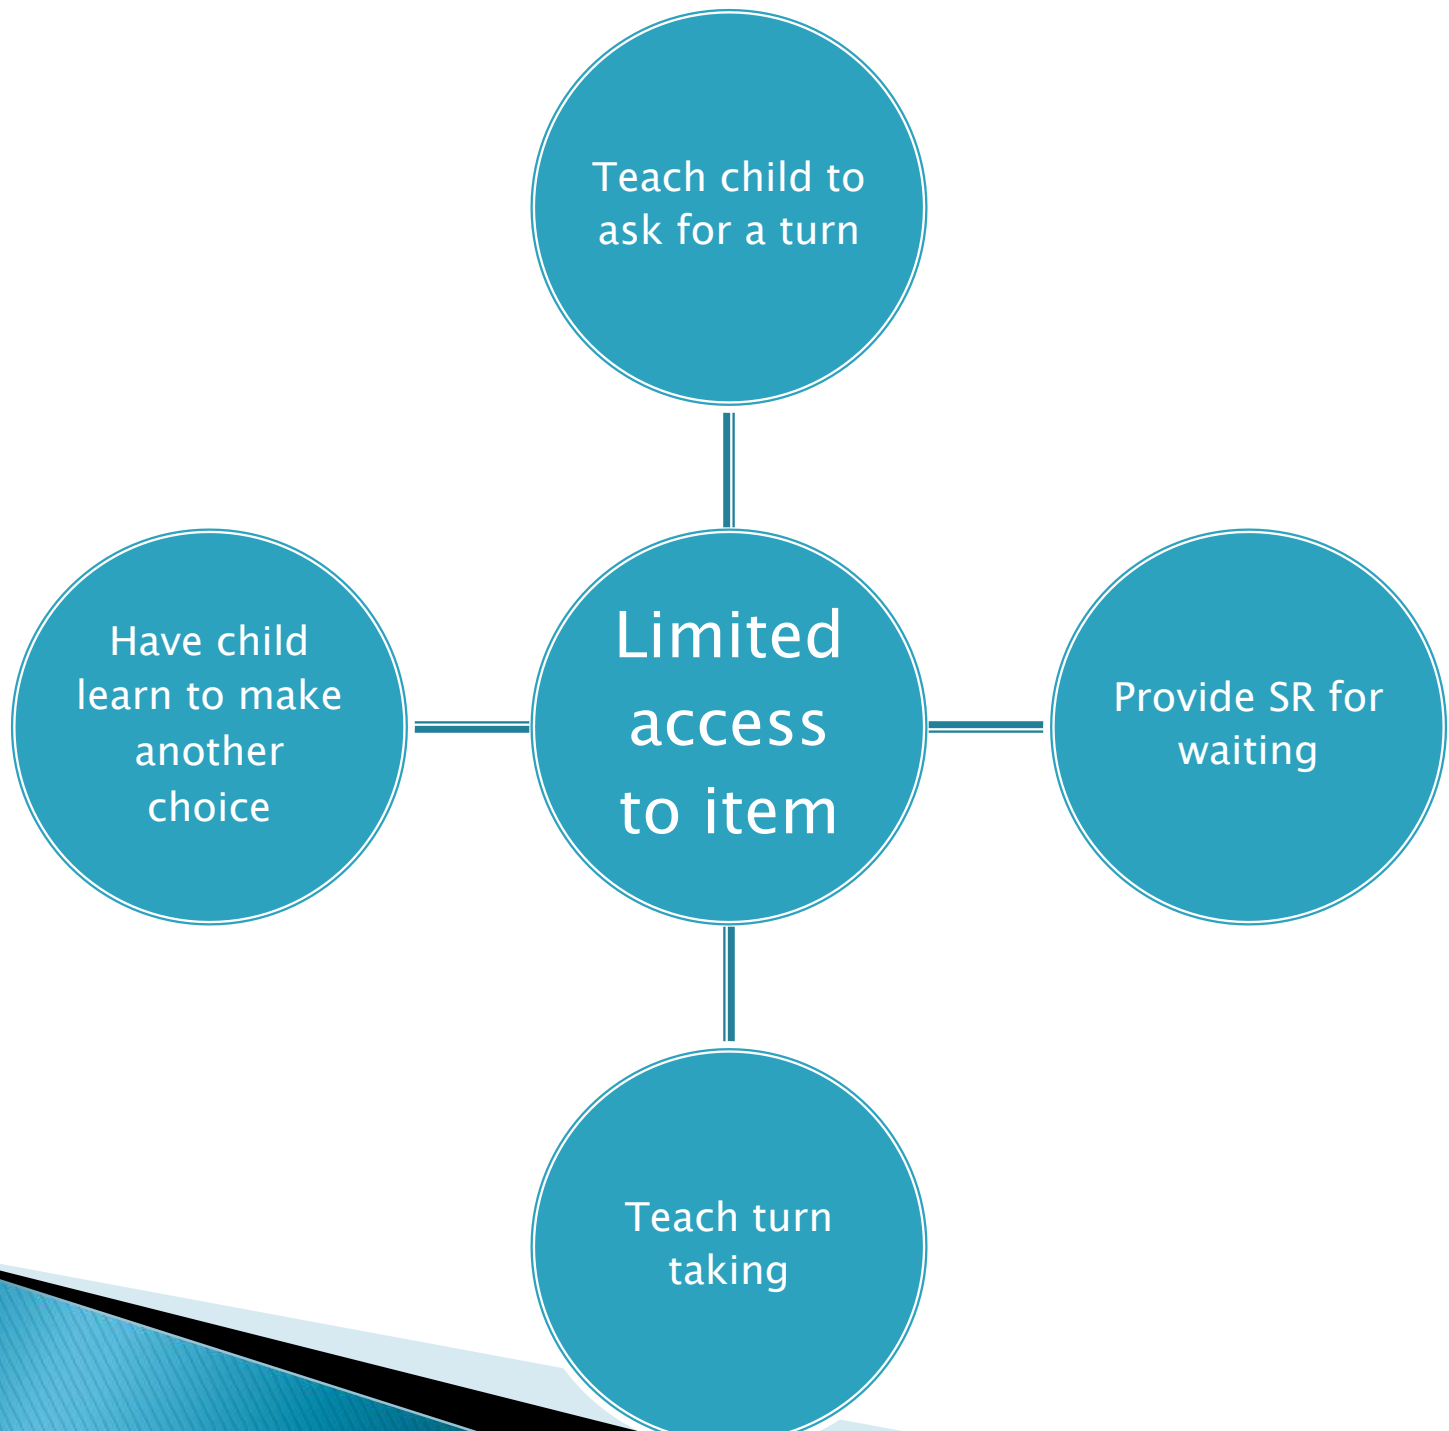 Teach child to
ask for a turn
Have child
learn to make
another
choice
Limited
access
to item
Provide SR for
waiting
Teach turn
taking